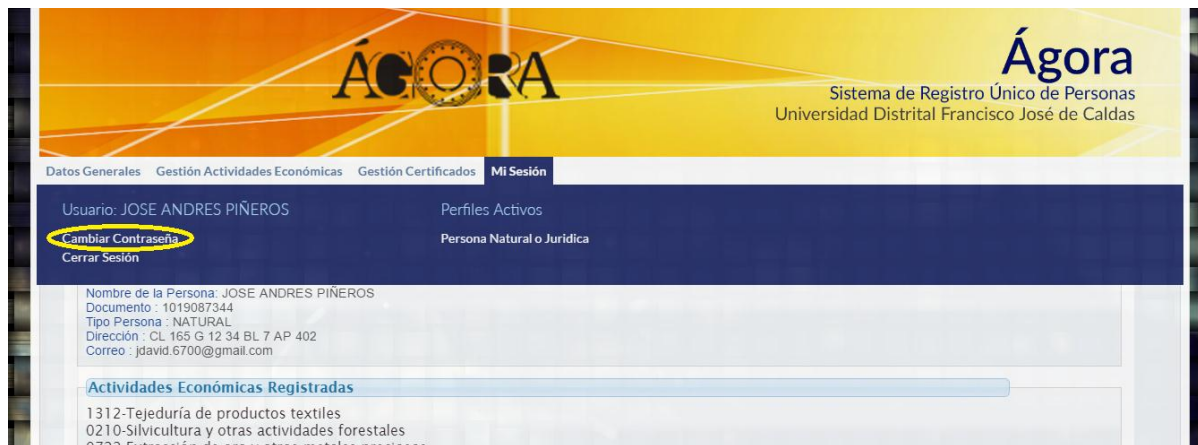 ÁGORA
Ágora
Sistema de Registro Único de Personas
Universidad Distrital Francisco José de Caldas
Datos Generales Gestión Actividades Económicas Gestión Certificados Mi Sesión
Usuario: JOSE ANDRES PIÑEROS Perfiles Activos
Cambiar Contraseña Persona Natural o Juridica
Cerrar Sesión
Nombre de la Persona: JOSE ANDRES PIÑEROS
Documento : 1019087344
Tipo Persona : NATURAL
Dirección : CL 165 G 12 34 BL 7 AP 402
Correo : jdavid.6700@gmail.com
Actividades Económicas Registradas
1312-Tejeduría de productos textiles
0210-Silvicultura y otras actividades forestales